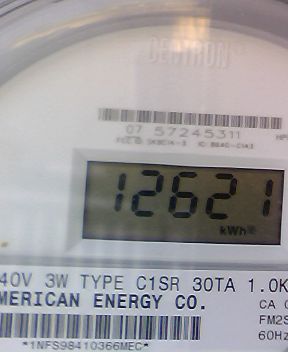 CENTRON
07 57245311
12621
kWh
40V 3W TYPE C1SR 30TA 1.0K
MERICAN ENERGY CO.
CA
FM2S
60Hz
*1NFS98410366MEC*